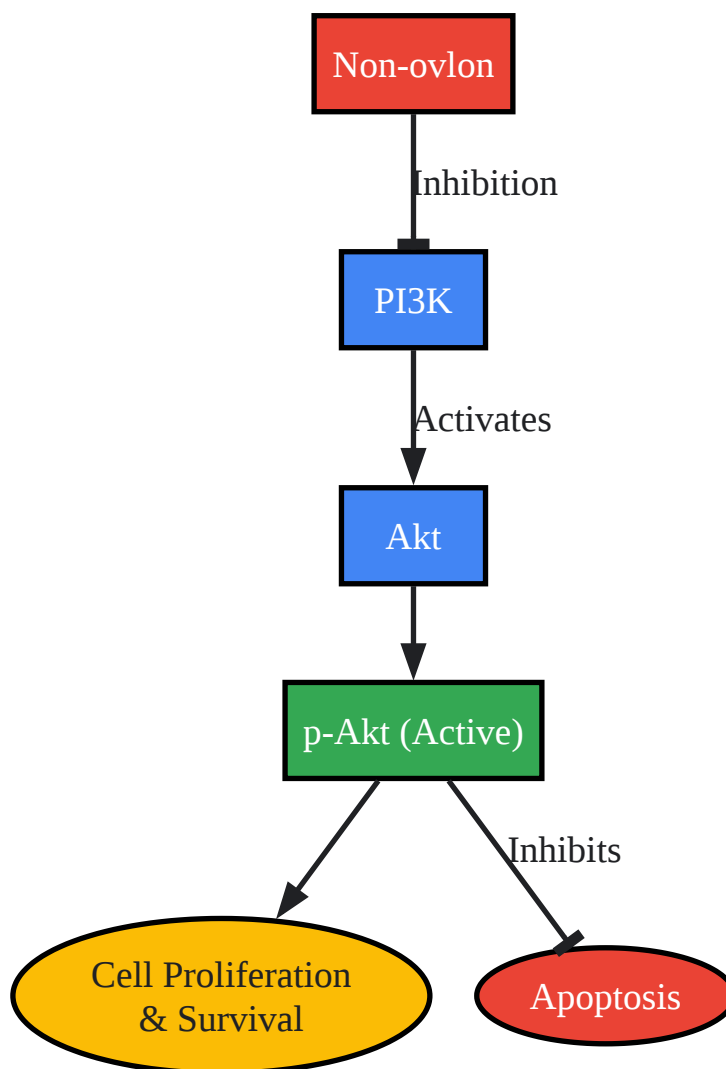 Non-ovlon
Inhibition
PI3K
Activates
Akt
p-Akt (Active)
Inhibits
Cell Proliferation
& Survival
Apoptosis